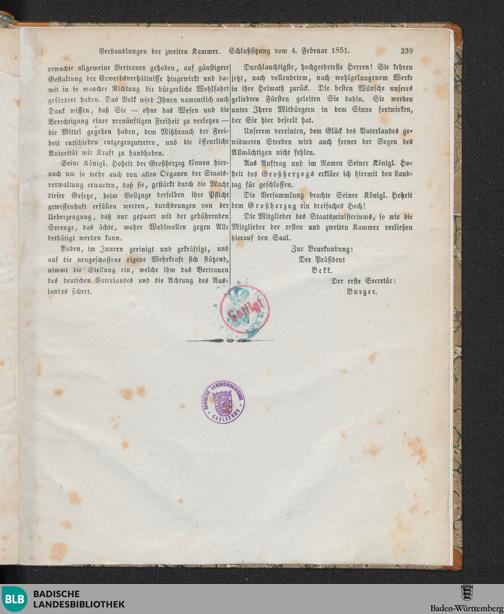 Verhandlungen der zweiten Kammer. Schlußsitzung vom 4. Februar 1851. 239
erwachte allgemeine Vertrauen gehoben, auf günstigere
Gestaltung der Erwerbsverhältnisse hingewirkt und da-
mit in so mancher Richtung die bürgerliche Wohlfahrt
gefördert haben. Das Volk wird Ihnen namentlich auch
Dank wissen, daß Sie — ohne das Wesen und die
Berechtigung einer vernünftigen Freiheit zu verletzen —
die Mittel gegeben haben, dem Mißbrauch der Frei-
heit entschieden entgegenzutreten, und die öffentliche
Autorität mit Kraft zu handhaben.
Seine Königl. Hoheit der Großherzog können hier-
nach um so mehr auch von allen Organen der Staats-
verwaltung erwarten, daß sie, gestärkt durch die Macht
dieser Gesetze, beim Vollzuge derselben ihre Pflicht
gewissenhaft erfüllen werden, durchdrungen von der
Ueberzeugung, daß nur gepaart mit der gebührenden
Strenge, das ächte, wahre Wohlwollen gegen Alle
bethätigt werden kann.
Baden, im Innern geeinigt und gekräftigt, und
auf die neugeschaffene eigene Wehrkraft sich stützend,
nimmt die Stellung ein, welche ihm das Vertrauen
des deutschen Vaterlandes und die Achtung des Aus-
landes sichert.
Durchlauchtigste, hochgeehrteste Herren! Sie kehren
jetzt, nach vollendetem, nach wohlgelungenem Werke
in ihre Heimath zurück. Die besten Wünsche unseres
geliebten Fürsten geleiten Sie dahin. Sie werden
unter Ihren Mitbürgern in dem Sinne fortwirken,
der Sie hier beseelt hat.
Unserem vereinten, dem Glück des Vaterlandes ge-
widmeten Streben wird auch ferner der Segen des
Allmächtigen nicht fehlen.
Aus Auftrag und im Namen Seiner Königl. Ho-
heit des Großherzogs erkläre ich hiermit den Land-
tag für geschlossen.
Die Versammlung brachte Seiner Königl. Hoheit
dem Großherzog ein dreifaches Hoch!
Die Mitglieder des Staatsministeriums, so wie die
Mitglieder der ersten und zweiten Kammer verließen
hierauf den Saal.
Zur Beurkundung:
Der Präsident
Bekk.
Der erste Secretär:
Burger.
Getilgt
BADISCHE LANDESBIBLIOTHEK
KARLSRUHE
BLB
BADISCHE
LANDESBIBLIOTHEK
Baden-Württemberg